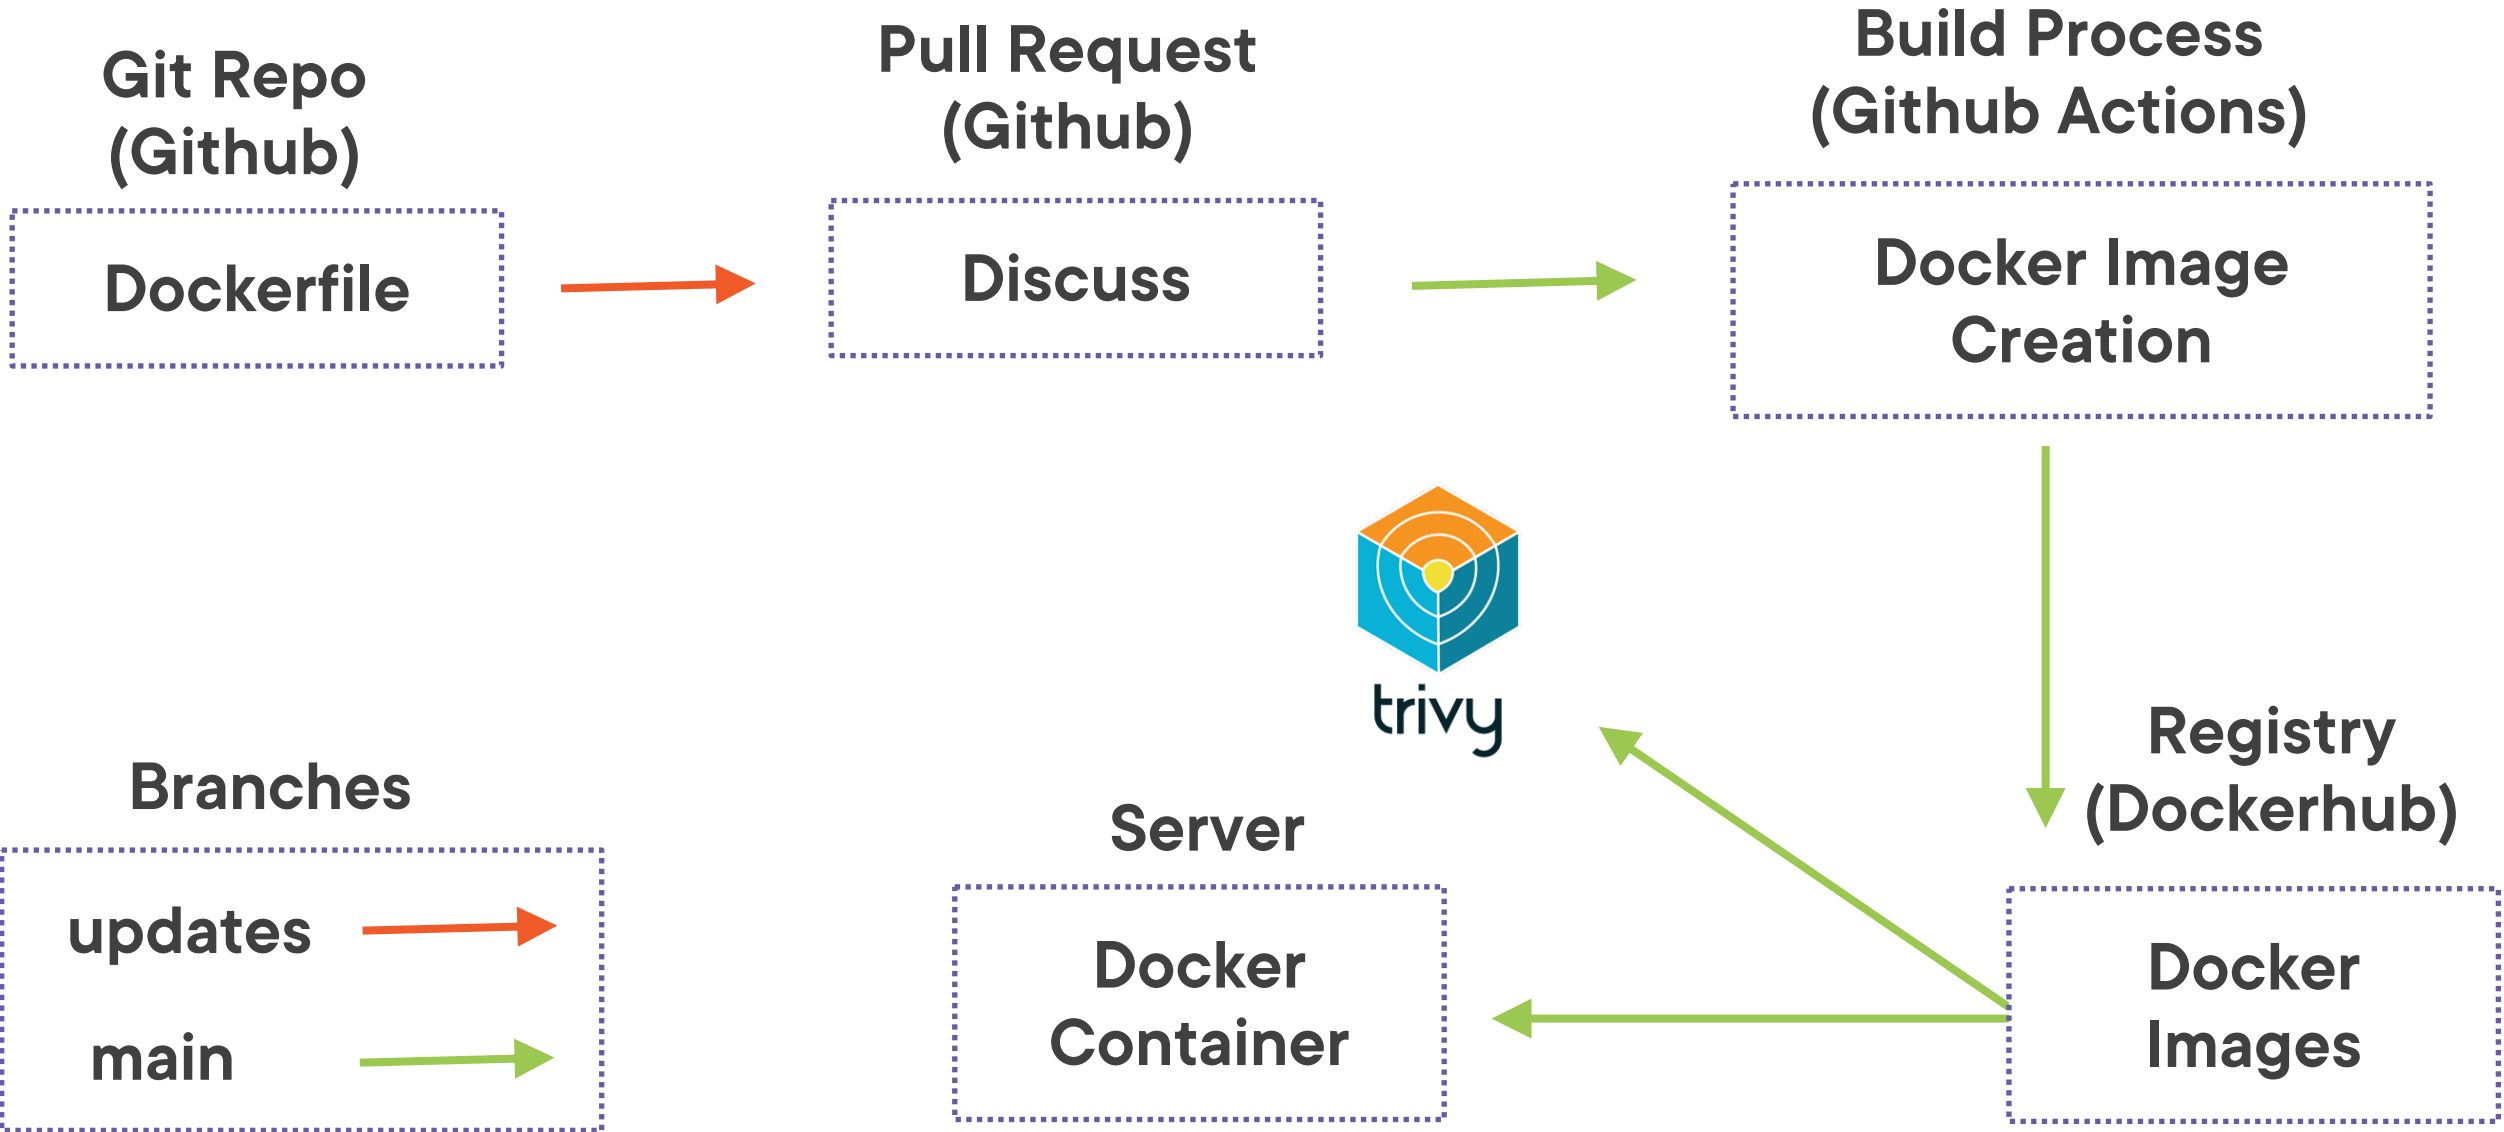 Git Repo
(Github)
Dockerfile
Pull Request
(Github)
Discuss
Build Process
(Github Actions)
Docker Image
Creation
trivy
Registry
(Dockerhub)
Docker
Images
Server
Docker
Container
Branches
updates
main